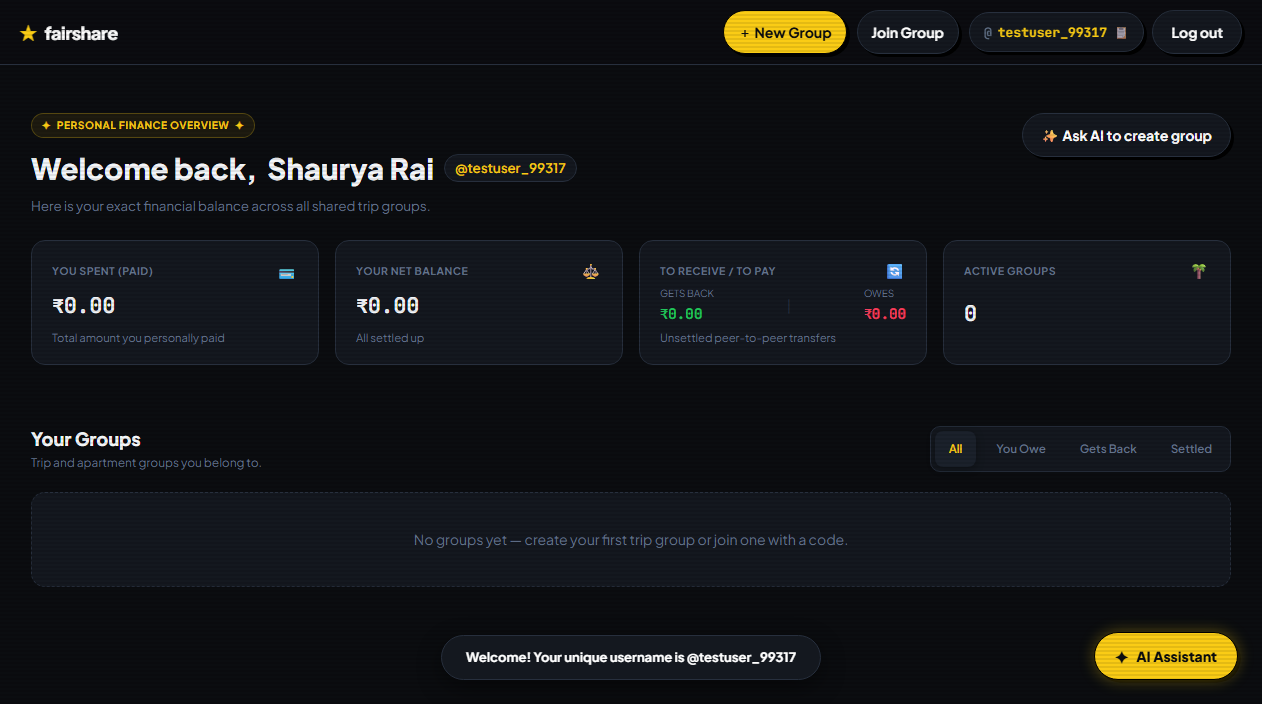 fairshare
+ New Group
Join Group
@ testuser_99317
Log out
✦ PERSONAL FINANCE OVERVIEW ✦
✨ Ask AI to create group
Welcome back, Shaurya Rai @testuser_99317
Here is your exact financial balance across all shared trip groups.
YOU SPENT (PAID)
₹0.00
Total amount you personally paid
YOUR NET BALANCE
₹0.00
All settled up
TO RECEIVE / TO PAY
GETS BACK
₹0.00
OWES
₹0.00
Unsettled peer-to-peer transfers
ACTIVE GROUPS
0
Your Groups
Trip and apartment groups you belong to.
All
You Owe
Gets Back
Settled
No groups yet — create your first trip group or join one with a code.
Welcome! Your unique username is @testuser_99317
✦ AI Assistant